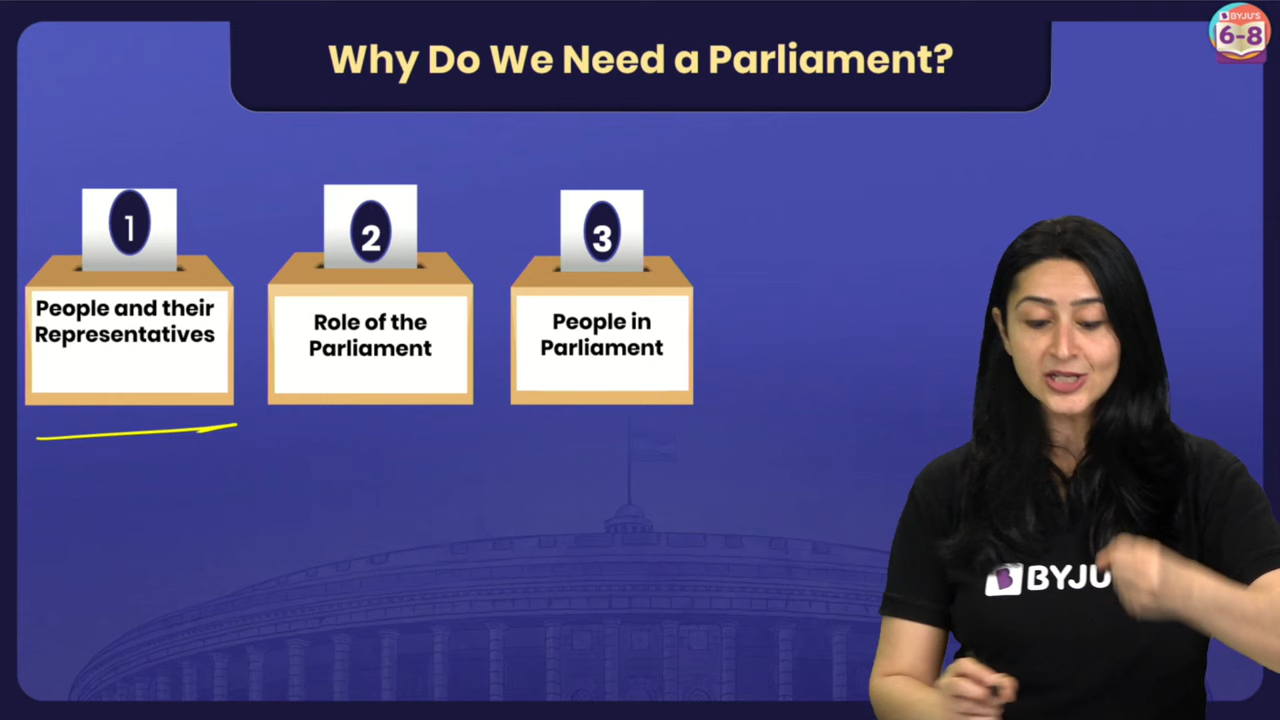 Why Do We Need a Parliament?
BYJU'S
6-8
1
People and their
Representatives
2
Role of the
Parliament
3
People in
Parliament
B BYJU